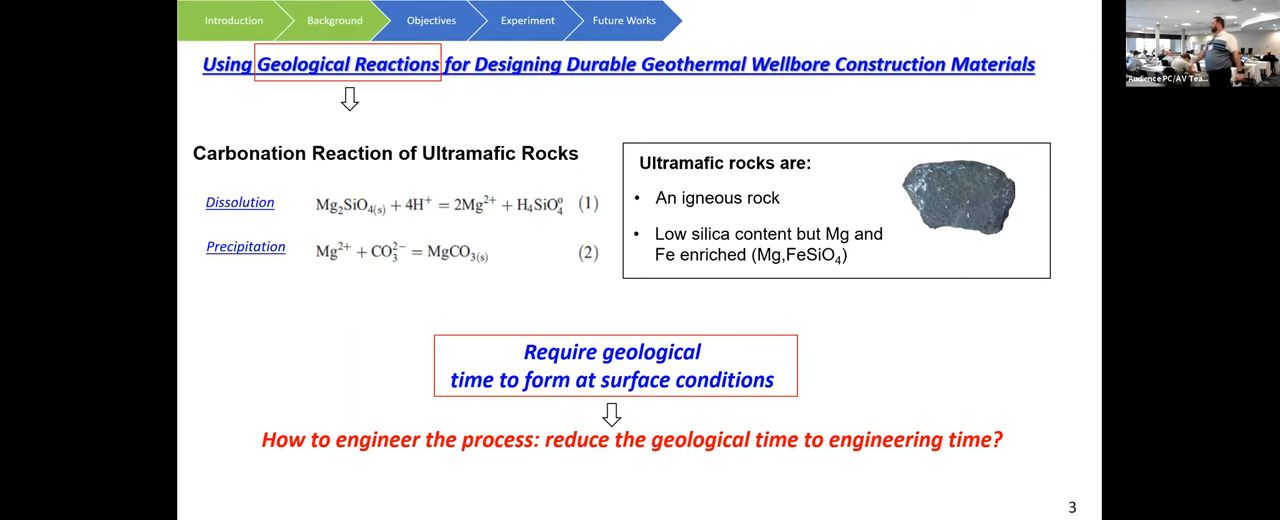 Introduction
Background
Objectives
Experiment
Future Works
Audience PC/AV Tea...
Using Geological Reactions for Designing Durable Geothermal Wellbore Construction Materials
Carbonation Reaction of Ultramafic Rocks
Dissolution Mg₂SiO₄₍ₛ₎ + 4H⁺ = 2Mg²⁺ + H₄SiO₄⁰ (1)
Precipitation Mg²⁺ + CO₃²⁻ = MgCO₃₍ₛ₎ (2)
Ultramafic rocks are:
• An igneous rock
• Low silica content but Mg and
Fe enriched (Mg,FeSiO₄)
Require geological
time to form at surface conditions
How to engineer the process: reduce the geological time to engineering time?
3